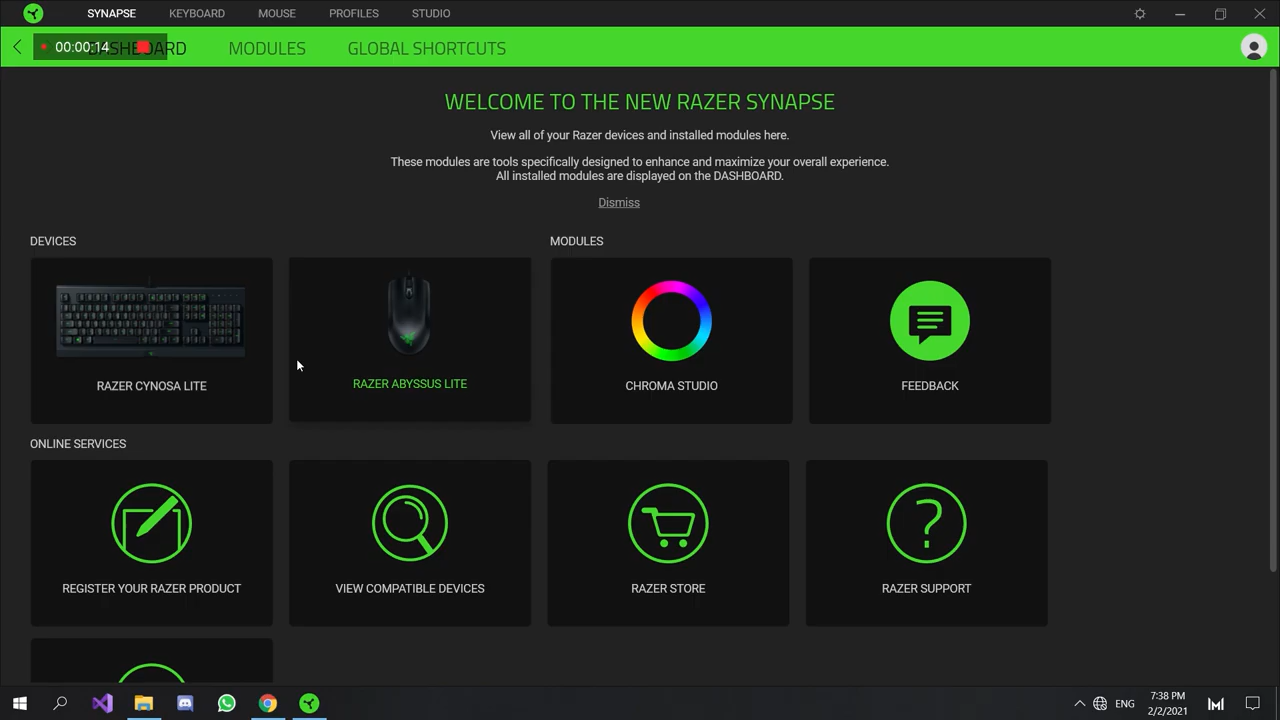 SYNAPSE KEYBOARD MOUSE PROFILES STUDIO
00:00:14
DASHBOARD MODULES GLOBAL SHORTCUTS
WELCOME TO THE NEW RAZER SYNAPSE
View all of your Razer devices and installed modules here.
These modules are tools specifically designed to enhance and maximize your overall experience.
All installed modules are displayed on the DASHBOARD.
Dismiss
DEVICES
RAZER CYNOSA LITE
RAZER ABYSSUS LITE
MODULES
CHROMA STUDIO
FEEDBACK
ONLINE SERVICES
REGISTER YOUR RAZER PRODUCT
VIEW COMPATIBLE DEVICES
RAZER STORE
RAZER SUPPORT
ENG
7:38 PM
2/2/2021